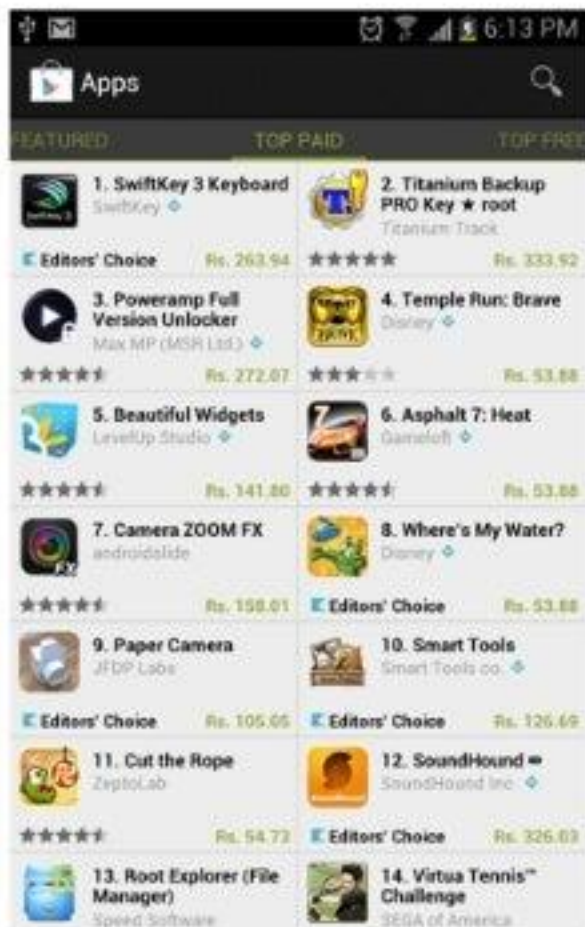 6:13 PM
Apps
FEATURED TOP PAID TOP FREE
1. SwiftKey 3 Keyboard
SwiftKey
Editors' Choice Rs. 263.94
2. Titanium Backup
PRO Key ★ root
Titanium Track
Rs. 333.92
3. Poweramp Full
Version Unlocker
Max MP (MSR Ltd.)
Rs. 272.07
4. Temple Run: Brave
Disney
Rs. 53.88
5. Beautiful Widgets
LevelUp Studio
Rs. 141.80
6. Asphalt 7: Heat
Gameloft
Rs. 53.88
7. Camera ZOOM FX
androidslide
Rs. 158.01
8. Where's My Water?
Disney
Editors' Choice Rs. 53.88
9. Paper Camera
JFDP Labs
Editors' Choice Rs. 105.05
10. Smart Tools
Smart Tools co.
Editors' Choice Rs. 126.69
11. Cut the Rope
ZeptoLab
Rs. 54.73
12. SoundHound ∞
SoundHound Inc.
Editors' Choice Rs. 326.03
13. Root Explorer (File
Manager)
Speed Software
14. Virtua Tennis™
Challenge
SEGA of America